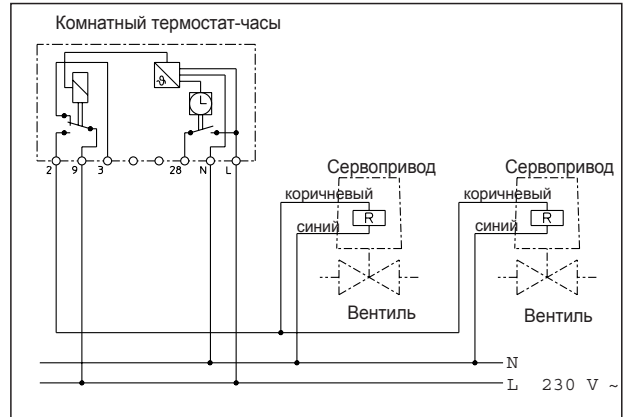 Комнатный термостат-часы
ϑ
2 9 3 28 N L
Сервопривод Сервопривод
коричневый коричневый
R R
синий синий
Вентиль Вентиль
N
L 230 V ~